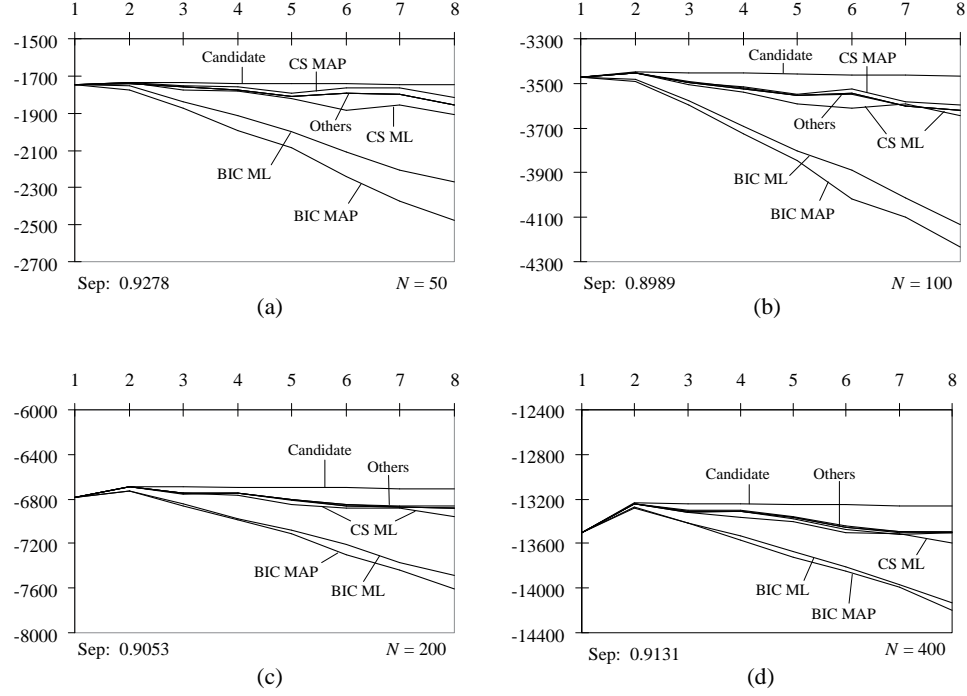 1 2 3 4 5 6 7 8
-1500
-1700
-1900
-2100
-2300
-2500
-2700
Candidate
CS MAP
Others
CS ML
BIC ML
BIC MAP
Sep: 0.9278
N = 50
(a)
1 2 3 4 5 6 7 8
-3300
-3500
-3700
-3900
-4100
-4300
Candidate
CS MAP
Others
CS ML
BIC ML
BIC MAP
Sep: 0.8989
N = 100
(b)
1 2 3 4 5 6 7 8
-6000
-6400
-6800
-7200
-7600
-8000
Candidate
Others
CS ML
BIC MAP
BIC ML
Sep: 0.9053
N = 200
(c)
1 2 3 4 5 6 7 8
-12400
-12800
-13200
-13600
-14000
-14400
Candidate
Others
CS ML
BIC ML
BIC MAP
Sep: 0.9131
N = 400
(d)